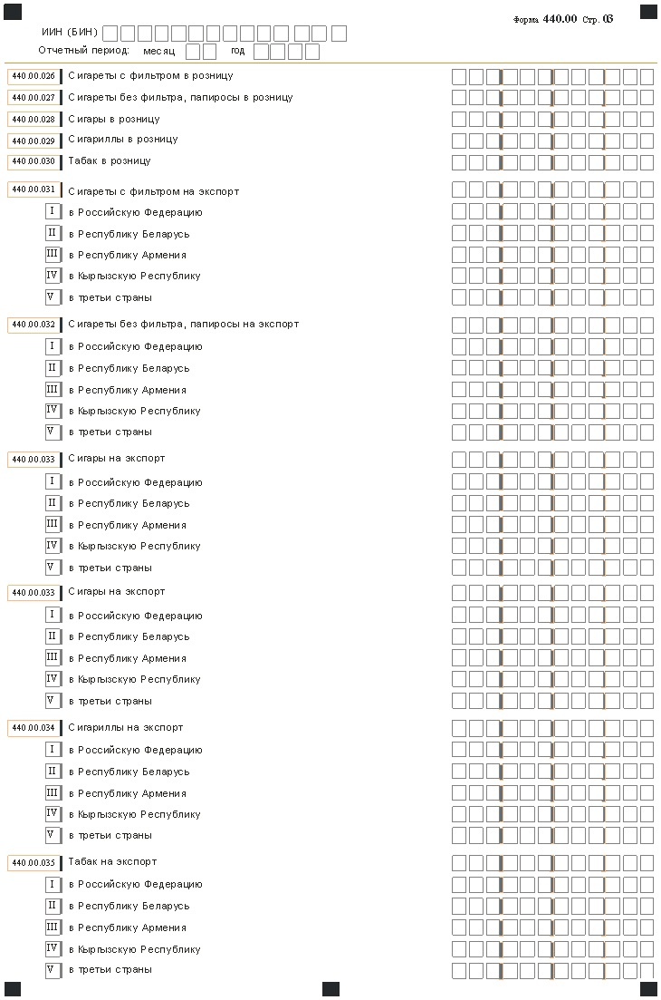 Форма 440.00 Стр. 03
ИИН (БИН)
Отчетный период: месяц год
440.00.026 Сигареты с фильтром в розницу
440.00.027 Сигареты без фильтра, папиросы в розницу
440.00.028 Сигары в розницу
440.00.029 Сигариллы в розницу
440.00.030 Табак в розницу
440.00.031 Сигареты с фильтром на экспорт
I в Российскую Федерацию
II в Республику Беларусь
III в Республику Армения
IV в Кыргызскую Республику
V в третьи страны
440.00.032 Сигареты без фильтра, папиросы на экспорт
I в Российскую Федерацию
II в Республику Беларусь
III в Республику Армения
IV в Кыргызскую Республику
V в третьи страны
440.00.033 Сигары на экспорт
I в Российскую Федерацию
II в Республику Беларусь
III в Республику Армения
IV в Кыргызскую Республику
V в третьи страны
440.00.033 Сигары на экспорт
I в Российскую Федерацию
II в Республику Беларусь
III в Республику Армения
IV в Кыргызскую Республику
V в третьи страны
440.00.034 Сигариллы на экспорт
I в Российскую Федерацию
II в Республику Беларусь
III в Республику Армения
IV в Кыргызскую Республику
V в третьи страны
440.00.035 Табак на экспорт
I в Российскую Федерацию
II в Республику Беларусь
III в Республику Армения
IV в Кыргызскую Республику
V в третьи страны